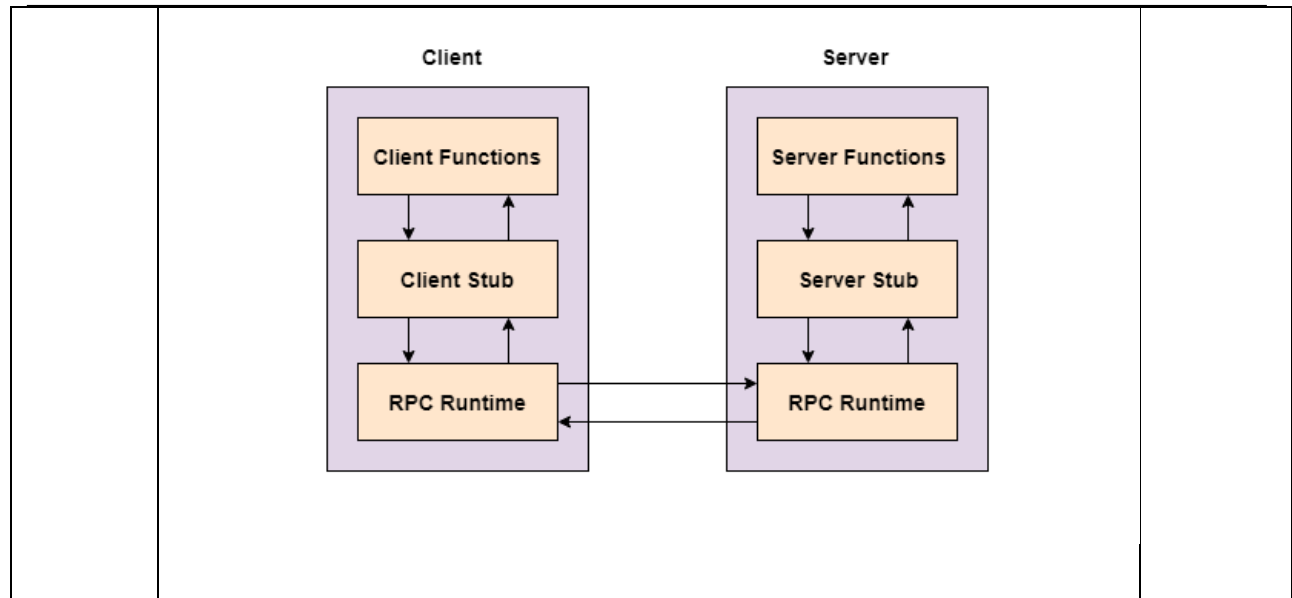 Client
Server
Client Functions
Server Functions
Client Stub
Server Stub
RPC Runtime
RPC Runtime